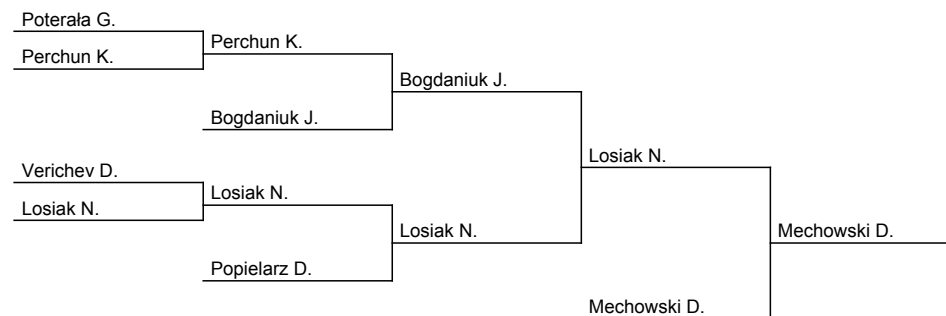 Poterała G.
Perchun K.
Perchun K.
Bogdaniuk J.
Bogdaniuk J.
Verichev D.
Losiak N.
Losiak N.
Losiak N.
Popielarz D.
Losiak N.
Mechowski D.
Mechowski D.